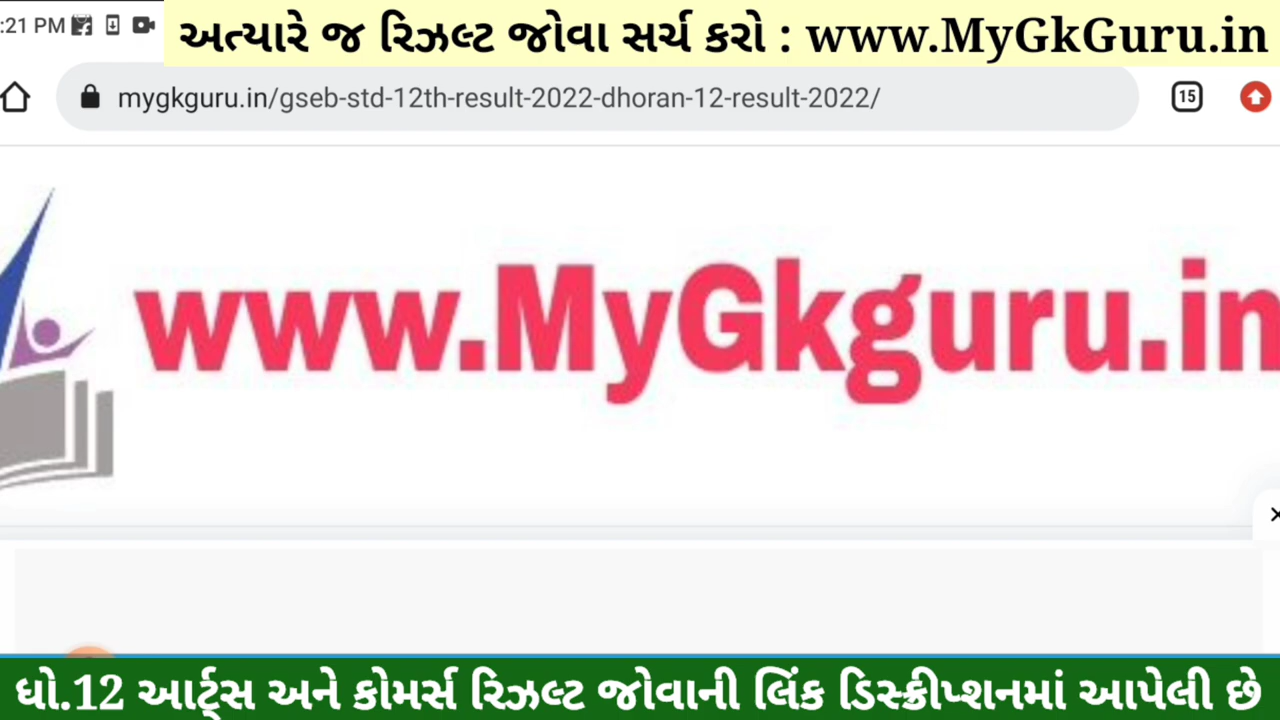 :21 PM
અત્યારે જ રિઝલ્ટ જોવા સર્ચ કરો : www.MyGkGuru.in
mygkguru.in/gseb-std-12th-result-2022-dhoran-12-result-2022/
15
www.MyGkguru.in
ધો.12 આર્ટ્સ અને કોમર્સ રિઝલ્ટ જોવાની લિંક ડિસ્ક્રીપ્શનમાં આપેલી છે